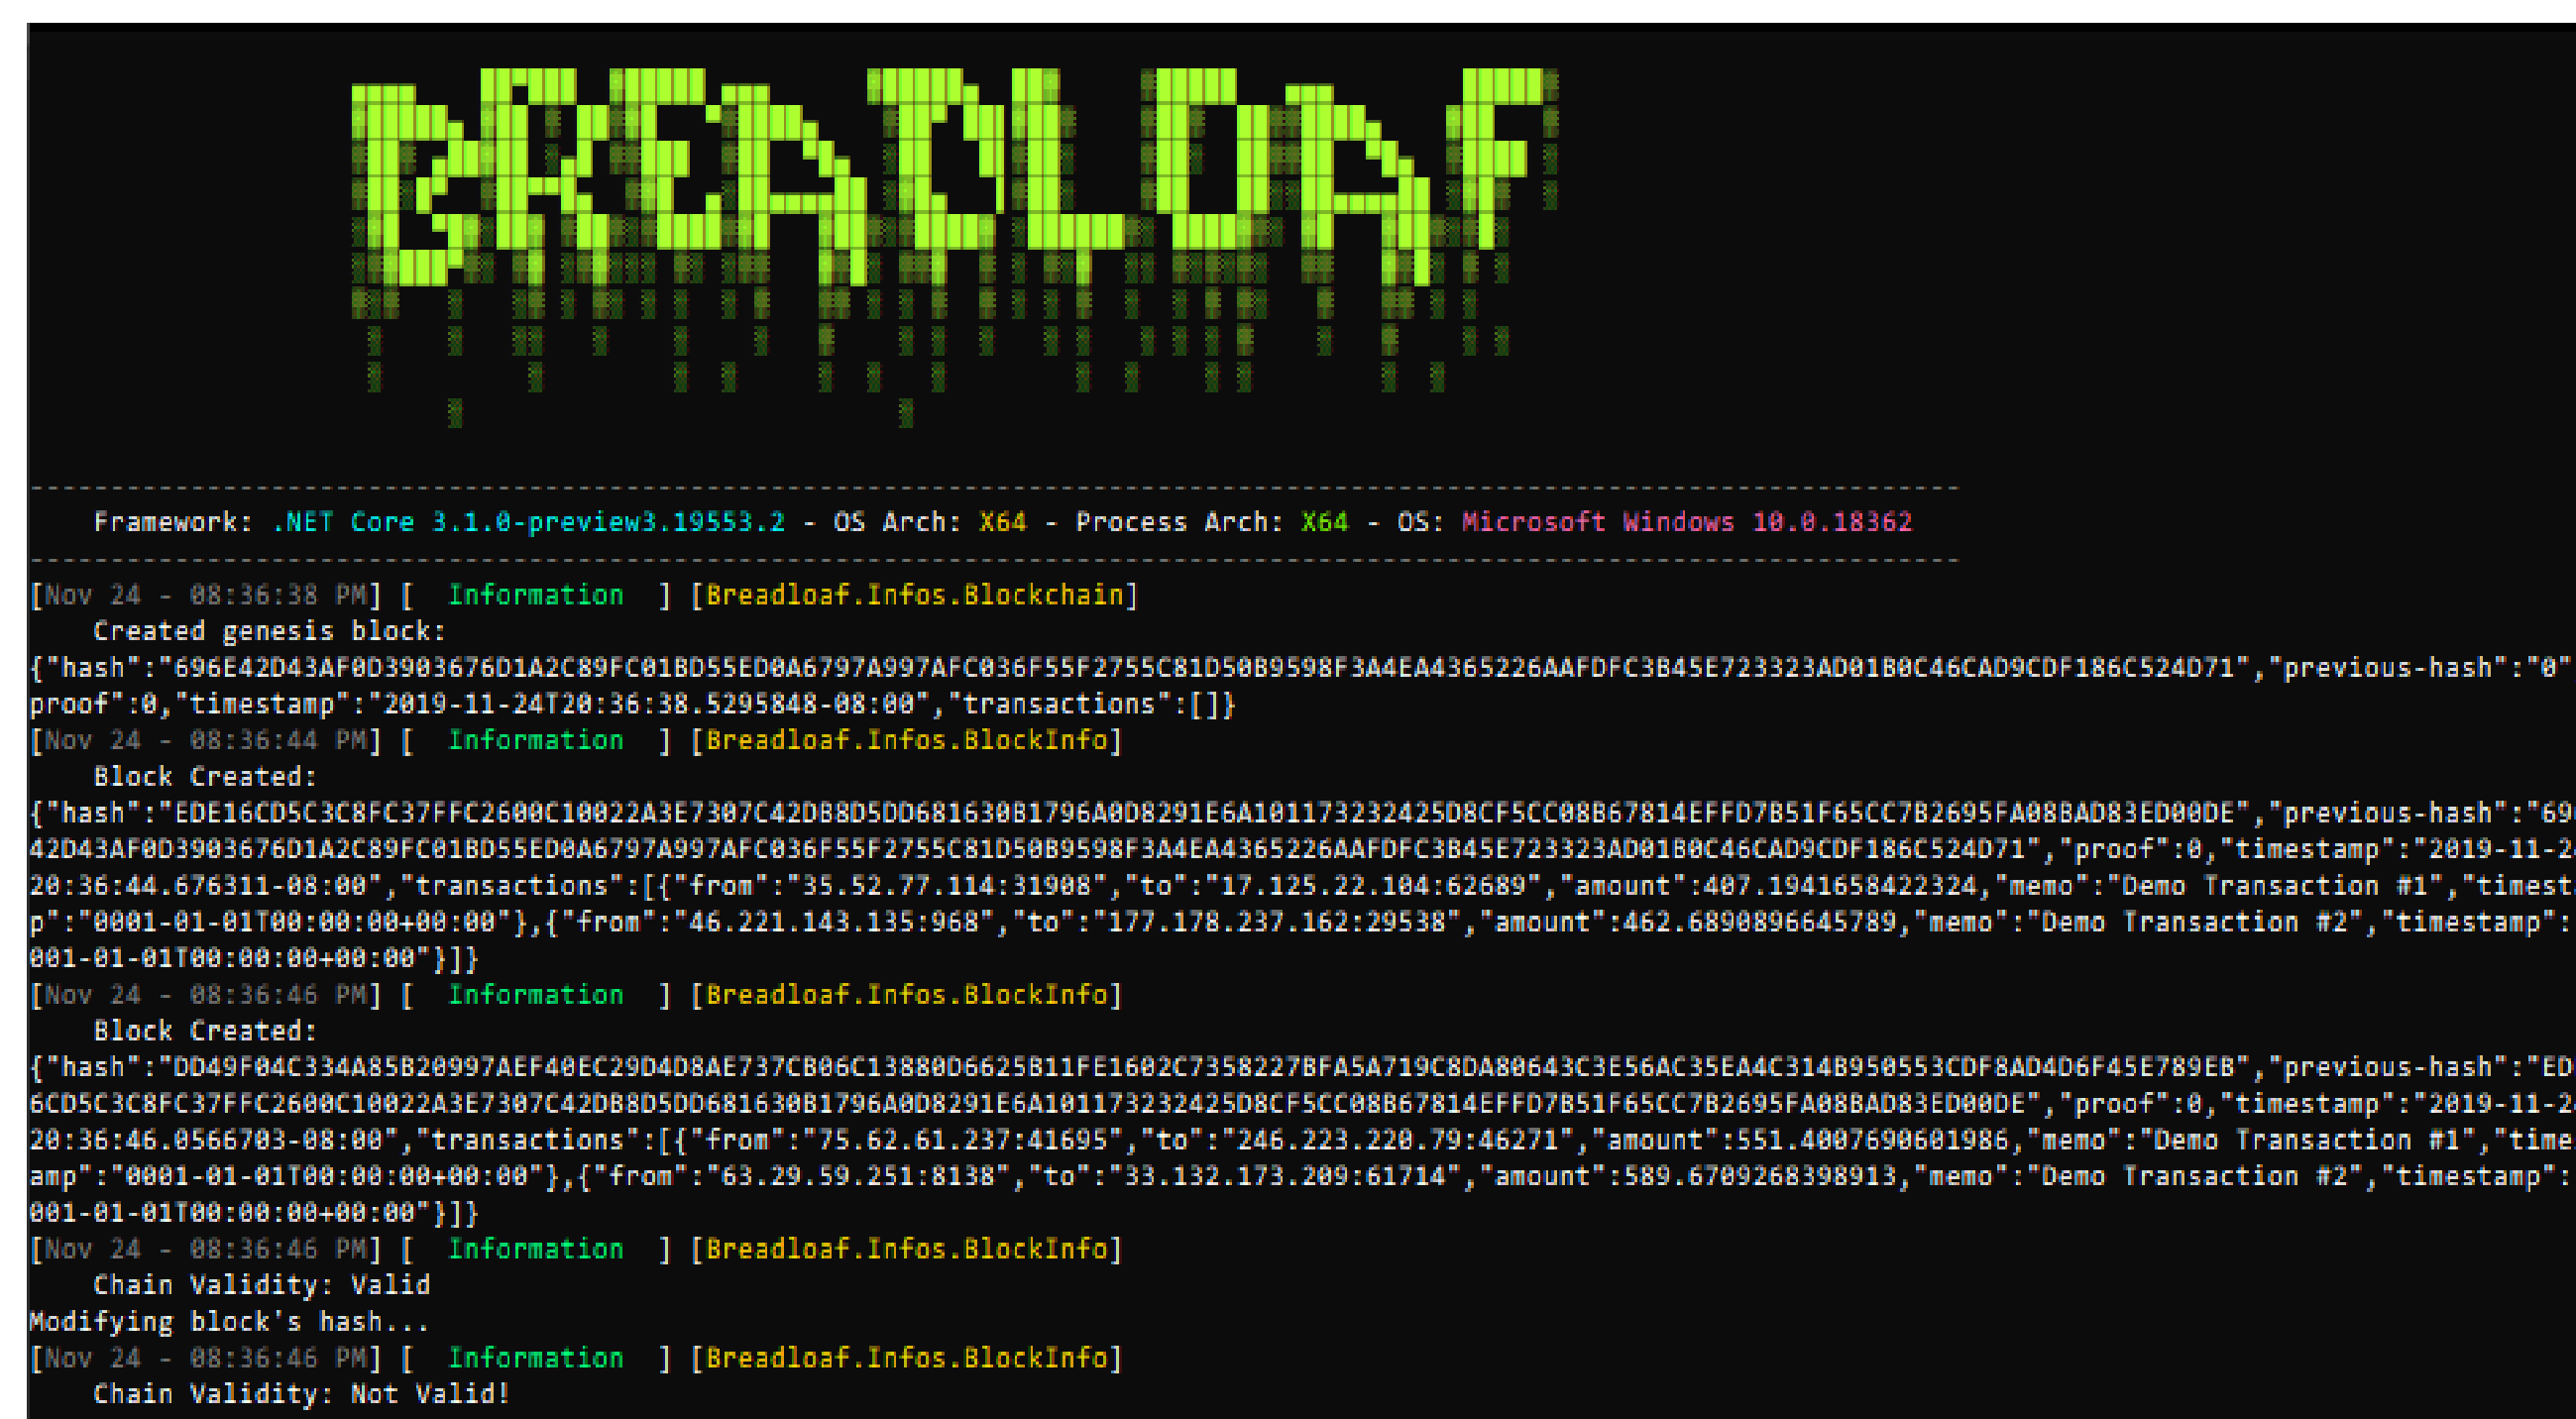 BREADLOAF
--------------------------------------------------------------------------------------------------------------------
Framework: .NET Core 3.1.0-preview3.19553.2 - OS Arch: X64 - Process Arch: X64 - OS: Microsoft Windows 10.0.18362
--------------------------------------------------------------------------------------------------------------------
[Nov 24 - 08:36:38 PM] [  Information  ] [Breadloaf.Infos.Blockchain]
Created genesis block:
{"hash":"696E42D43AF0D3903676D1A2C89FC01BD55ED0A6797A997AFC036F55F2755C81D50B9598F3A4EA4365226AAFDFC3B45E723323AD01B0C46CAD9CDF186C524D71","previous-hash":"0"
proof":0,"timestamp":"2019-11-24T20:36:38.5295848-08:00","transactions":[]}
[Nov 24 - 08:36:44 PM] [  Information  ] [Breadloaf.Infos.BlockInfo]
Block Created:
{"hash":"EDE16CD5C3C8FC37FFC2600C10022A3E7307C42DB8D5DD681630B1796A0D8291E6A101173232425D8CF5CC08B67814EFFD7B51F65CC7B2695FA08BAD83ED00DE","previous-hash":"69
42D43AF0D3903676D1A2C89FC01BD55ED0A6797A997AFC036F55F2755C81D50B9598F3A4EA4365226AAFDFC3B45E723323AD01B0C46CAD9CDF186C524D71","proof":0,"timestamp":"2019-11-2
20:36:44.676311-08:00","transactions":[{"from":"35.52.77.114:31908","to":"17.125.22.104:62689","amount":407.1941658422324,"memo":"Demo Transaction #1","timest
p":"0001-01-01T00:00:00+00:00"},{"from":"46.221.143.135:968","to":"177.178.237.162:29538","amount":462.6890896645789,"memo":"Demo Transaction #2","timestamp":
001-01-01T00:00:00+00:00"}]}
[Nov 24 - 08:36:46 PM] [  Information  ] [Breadloaf.Infos.BlockInfo]
Block Created:
{"hash":"DD49F04C334A85B20997AEF40EC29D4D8AE737CB06C13880D6625B11FE1602C7358227BFA5A719C8DA80643C3E56AC35EA4C314B950553CDF8AD4D6F45E789EB","previous-hash":"ED
6CD5C3C8FC37FFC2600C10022A3E7307C42DB8D5DD681630B1796A0D8291E6A101173232425D8CF5CC08B67814EFFD7B51F65CC7B2695FA08BAD83ED00DE","proof":0,"timestamp":"2019-11-2
20:36:46.0566703-08:00","transactions":[{"from":"75.62.61.237:41695","to":"246.223.220.79:46271","amount":551.4007690601986,"memo":"Demo Transaction #1","time
amp":"0001-01-01T00:00:00+00:00"},{"from":"63.29.59.251:8138","to":"33.132.173.209:61714","amount":589.6709268398913,"memo":"Demo Transaction #2","timestamp":
001-01-01T00:00:00+00:00"}]}
[Nov 24 - 08:36:46 PM] [  Information  ] [Breadloaf.Infos.BlockInfo]
Chain Validity: Valid
Modifying block's hash...
[Nov 24 - 08:36:46 PM] [  Information  ] [Breadloaf.Infos.BlockInfo]
Chain Validity: Not Valid!